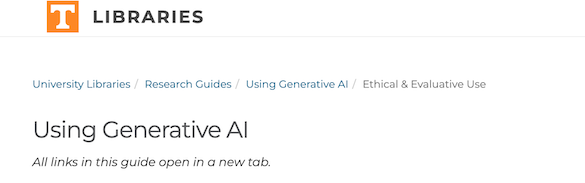 T LIBRARIES
University Libraries / Research Guides / Using Generative AI / Ethical & Evaluative Use
Using Generative AI
All links in this guide open in a new tab.